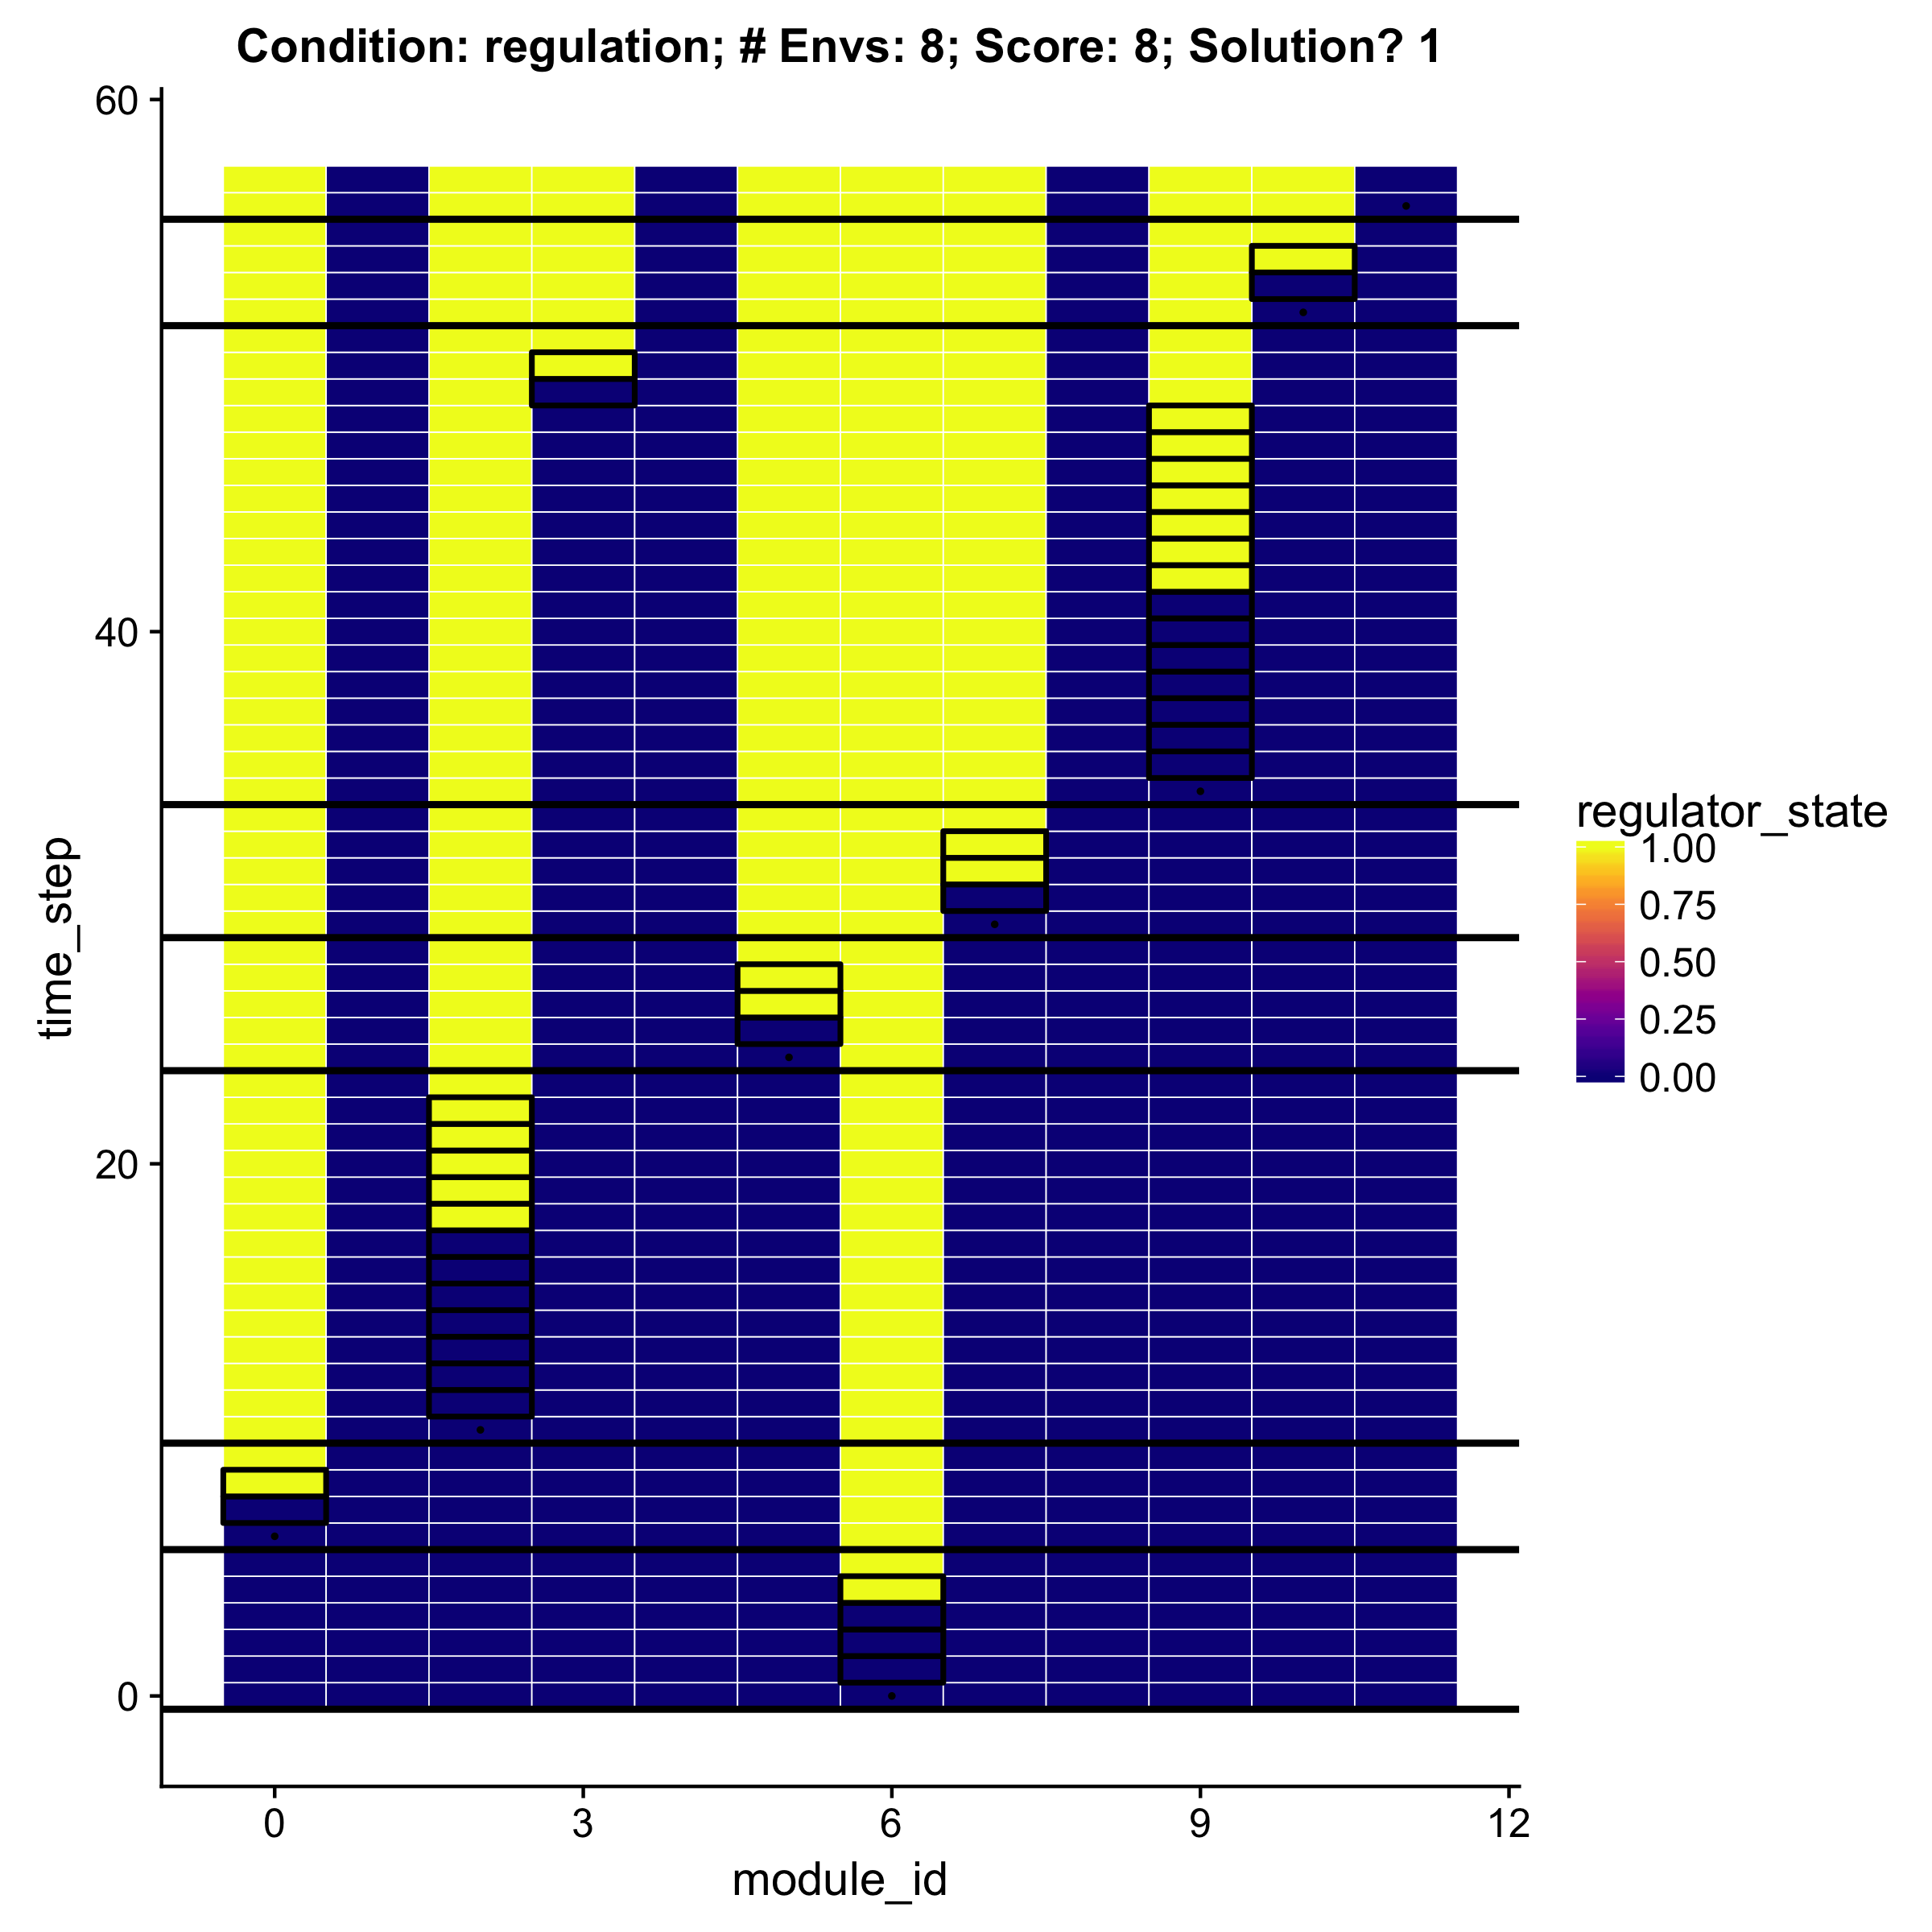 Condition: regulation; # Envs: 8; Score: 8; Solution? 1
60
40
20
0
time_step
0 3 6 9 12
module_id
regulator_state
1.00
0.75
0.50
0.25
0.00